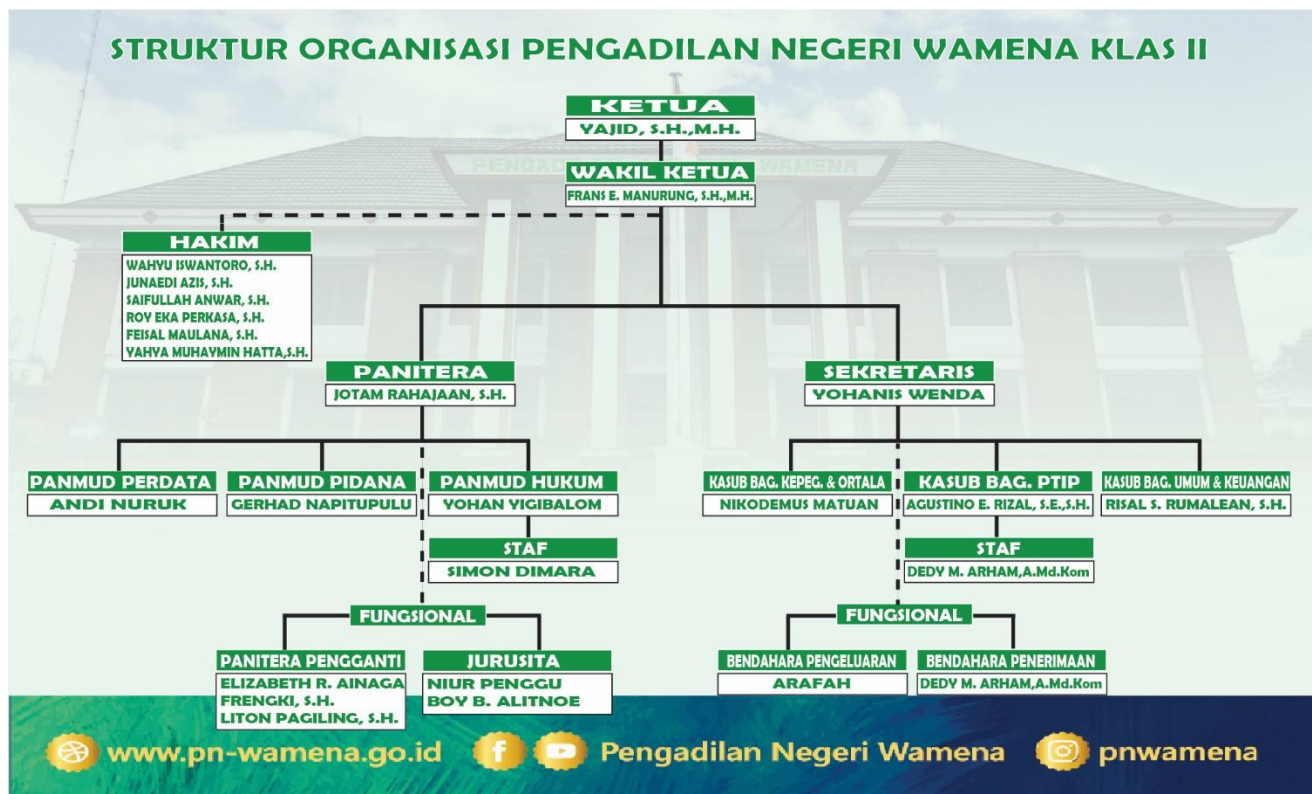 STRUKTUR ORGANISASI PENGADILAN NEGERI WAMENA KLAS II
KETUA
YAJID, S.H.,M.H.
PENGADILAN NEGERI WAMENA
WAKIL KETUA
FRANS E. MANURUNG, S.H.,M.H.
HAKIM
WAHYU ISWANTORO, S.H.
JUNAEDI AZIS, S.H.
SAIFULLAH ANWAR, S.H.
ROY EKA PERKASA, S.H.
FEISAL MAULANA, S.H.
YAHYA MUHAYMIN HATTA,S.H.
PANITERA
JOTAM RAHAJAAN, S.H.
SEKRETARIS
YOHANIS WENDA
PANMUD PERDATA
ANDI NURUK
PANMUD PIDANA
GERHAD NAPITUPULU
PANMUD HUKUM
YOHAN YIGIBALOM
STAF
SIMON DIMARA
KASUB BAG. KEPEG. & ORTALA
NIKODEMUS MATUAN
KASUB BAG. PTIP
AGUSTINO E. RIZAL, S.E.,S.H.
STAF
DEDY M. ARHAM,A.Md.Kom
KASUB BAG. UMUM & KEUANGAN
RISAL S. RUMALEAN, S.H.
FUNGSIONAL
PANITERA PENGGANTI
ELIZABETH R. AINAGA
FRENGKI, S.H.
LITON PAGILING, S.H.
JURUSITA
NIUR PENGGU
BOY B. ALITNOE
FUNGSIONAL
BENDAHARA PENGELUARAN
ARAFAH
BENDAHARA PENERIMAAN
DEDY M. ARHAM,A.Md.Kom
www.pn-wamena.go.id
Pengadilan Negeri Wamena
pnwamena